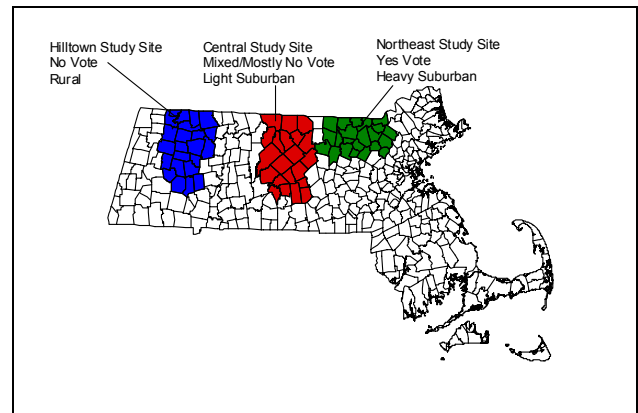 Hilltown Study Site
No Vote
Rural
Central Study Site
Mixed/Mostly No Vote
Light Suburban
Northeast Study Site
Yes Vote
Heavy Suburban